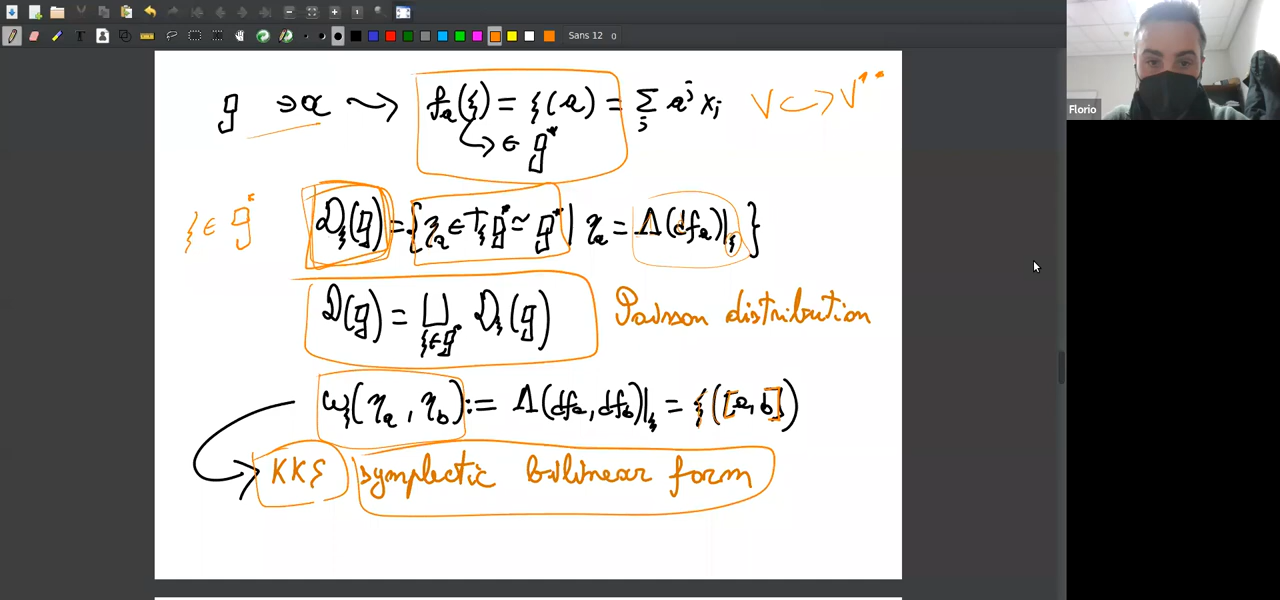 Sans 12
𝔤 ∋ a ⇝ f_a(ξ) = ξ(a) = Σ_j a^j x_j V ↪ V**
↪ ∈ 𝔤*
ξ ∈ 𝔤* D_ξ(𝔤) = { η_a ∈ T_ξ 𝔤* ≃ 𝔤* | η_a = Λ(df_a)|_ξ }
D(𝔤) = ⊔_{ξ∈𝔤*} D_ξ(𝔤) Poisson distribution
ω_ξ(η_a, η_b) := Λ(df_a, df_b)|_ξ = ξ([a, b])
KKS symplectic bilinear form
Florio